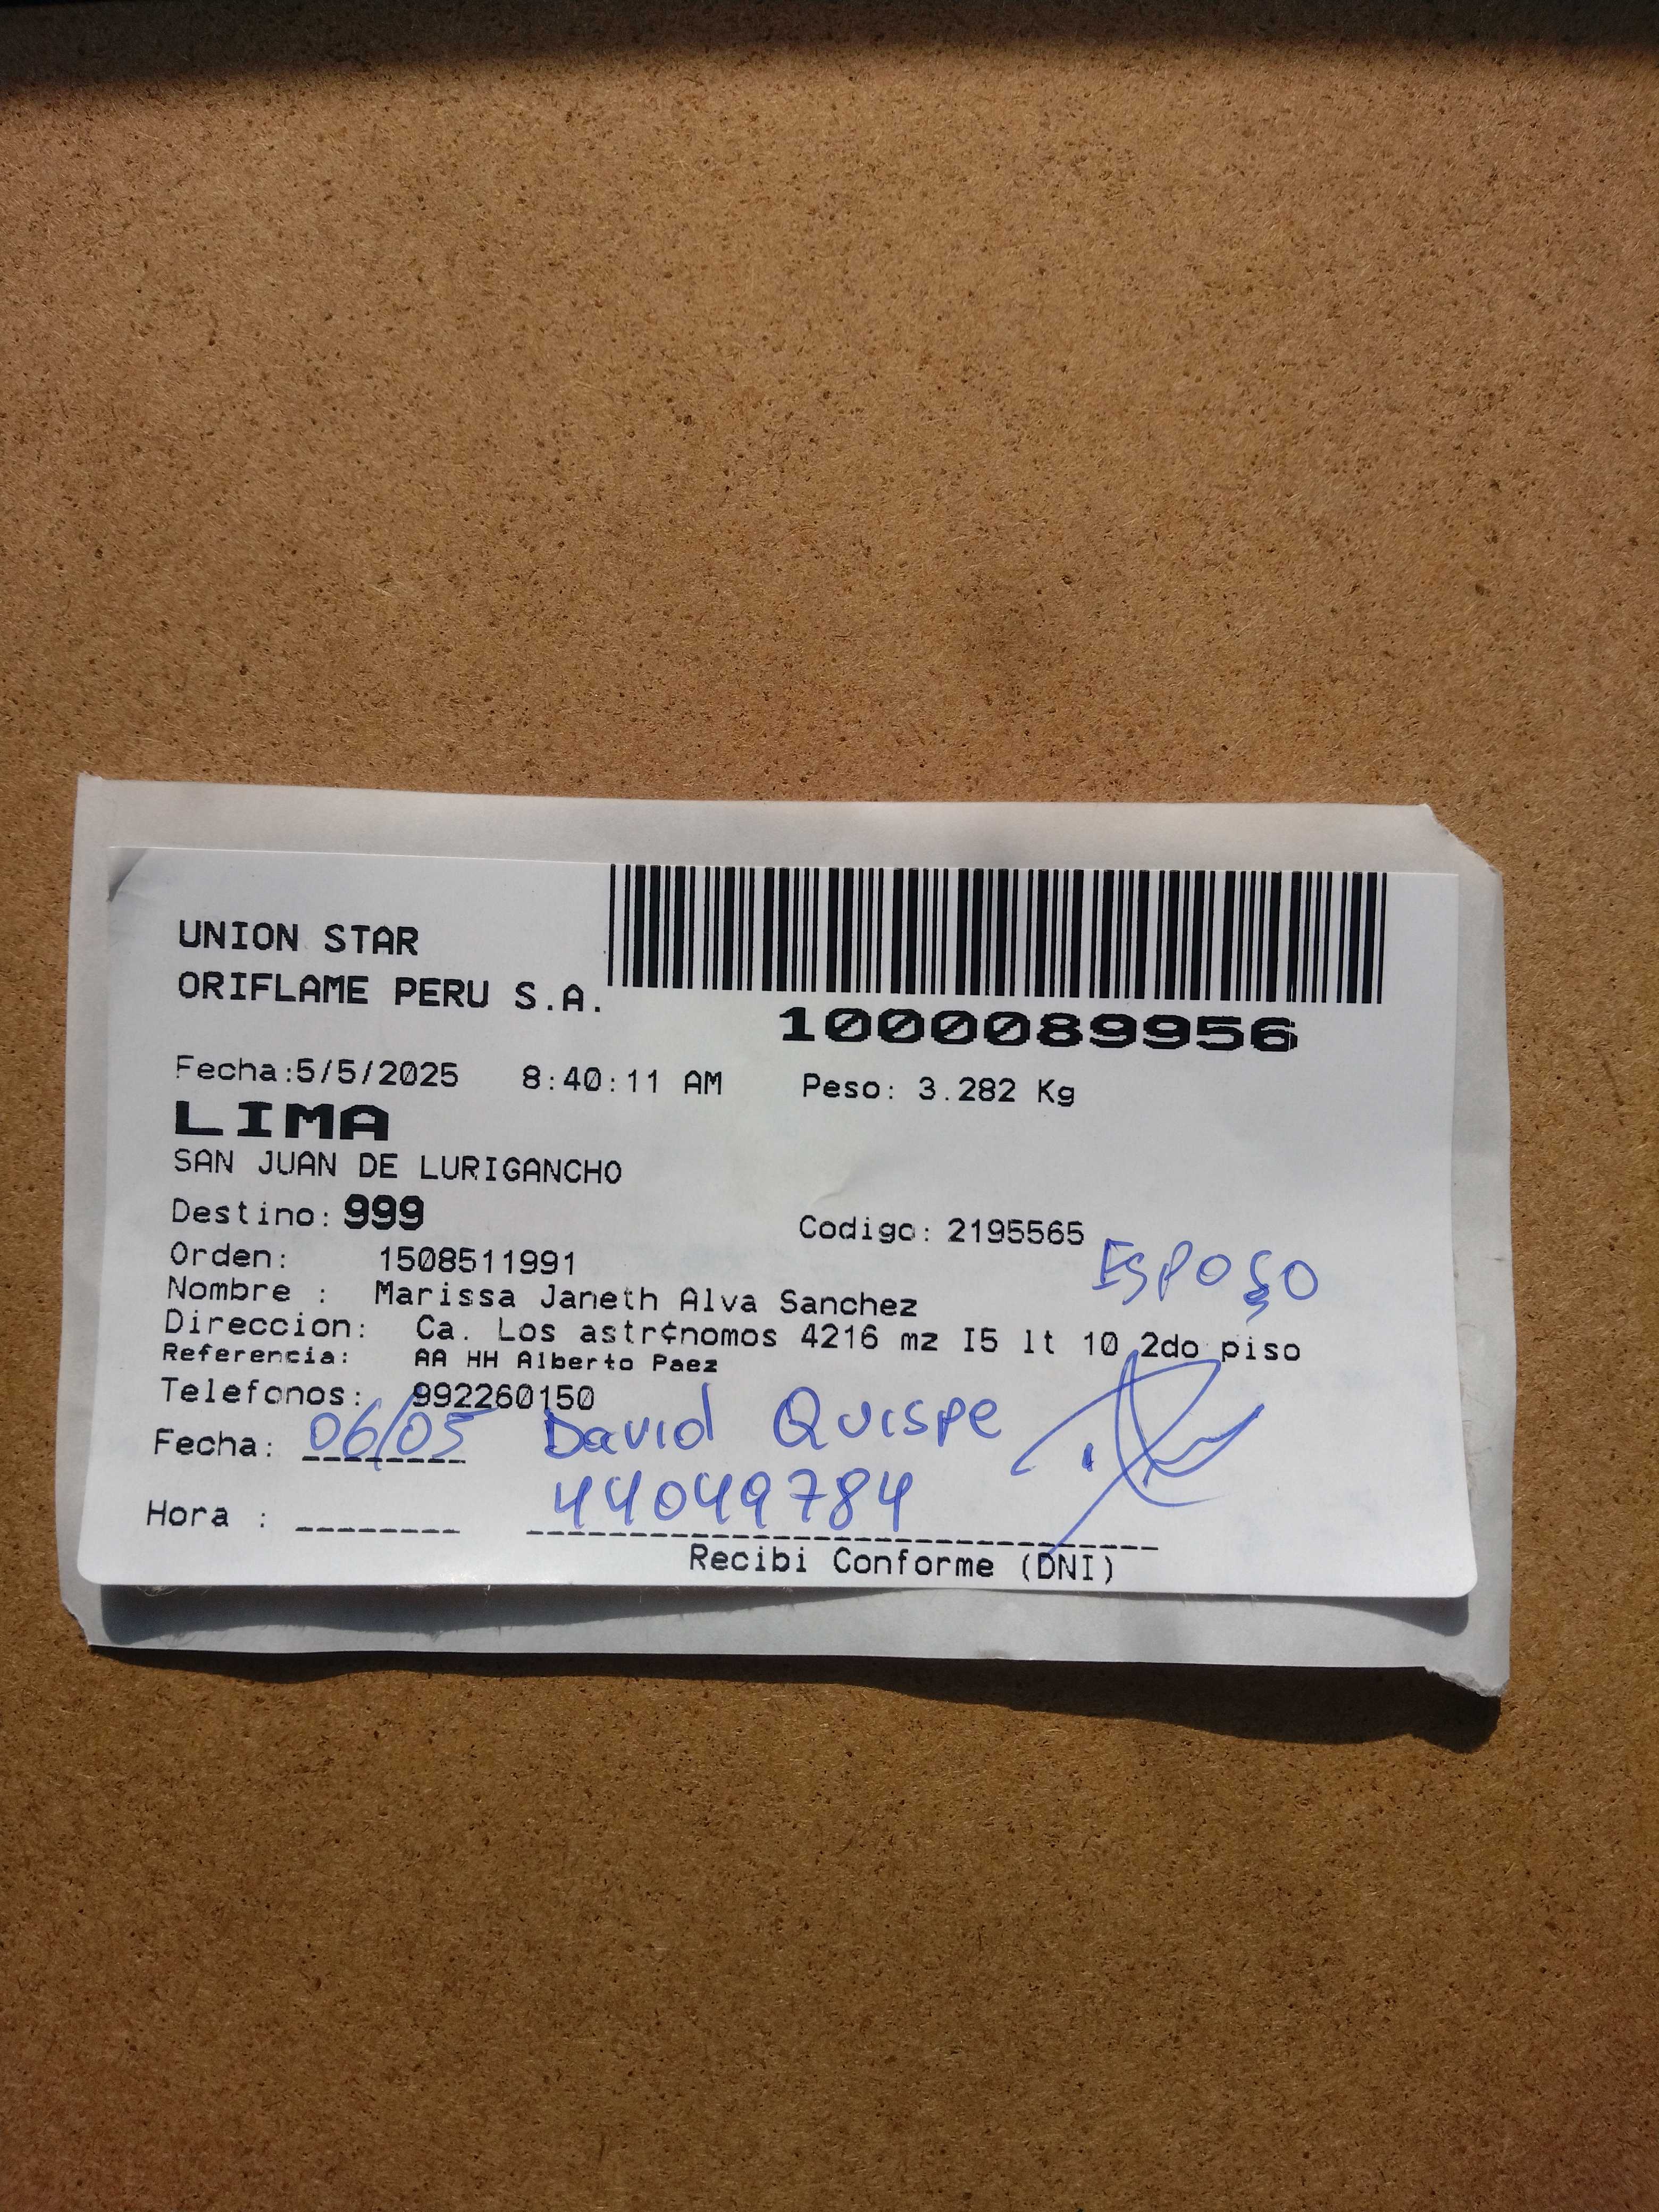 UNION STAR
ORIFLAME PERU S.A.
1000089956
Fecha:5/5/2025 8:40:11 AM Peso: 3.282 Kg
LIMA
SAN JUAN DE LURIGANCHO
Destino: 999 Codigo: 2195565
ESPOSO
Orden: 1508511991
Nombre : Marissa Janeth Alva Sanchez
Direccion: Ca. Los astr¢nomos 4216 mz I5 lt 10 2do piso
Referencia: AA HH Alberto Paez
Telefonos: 992260150
Fecha: 06/05 David Quispe
Hora : 44049784
Recibi Conforme (DNI)